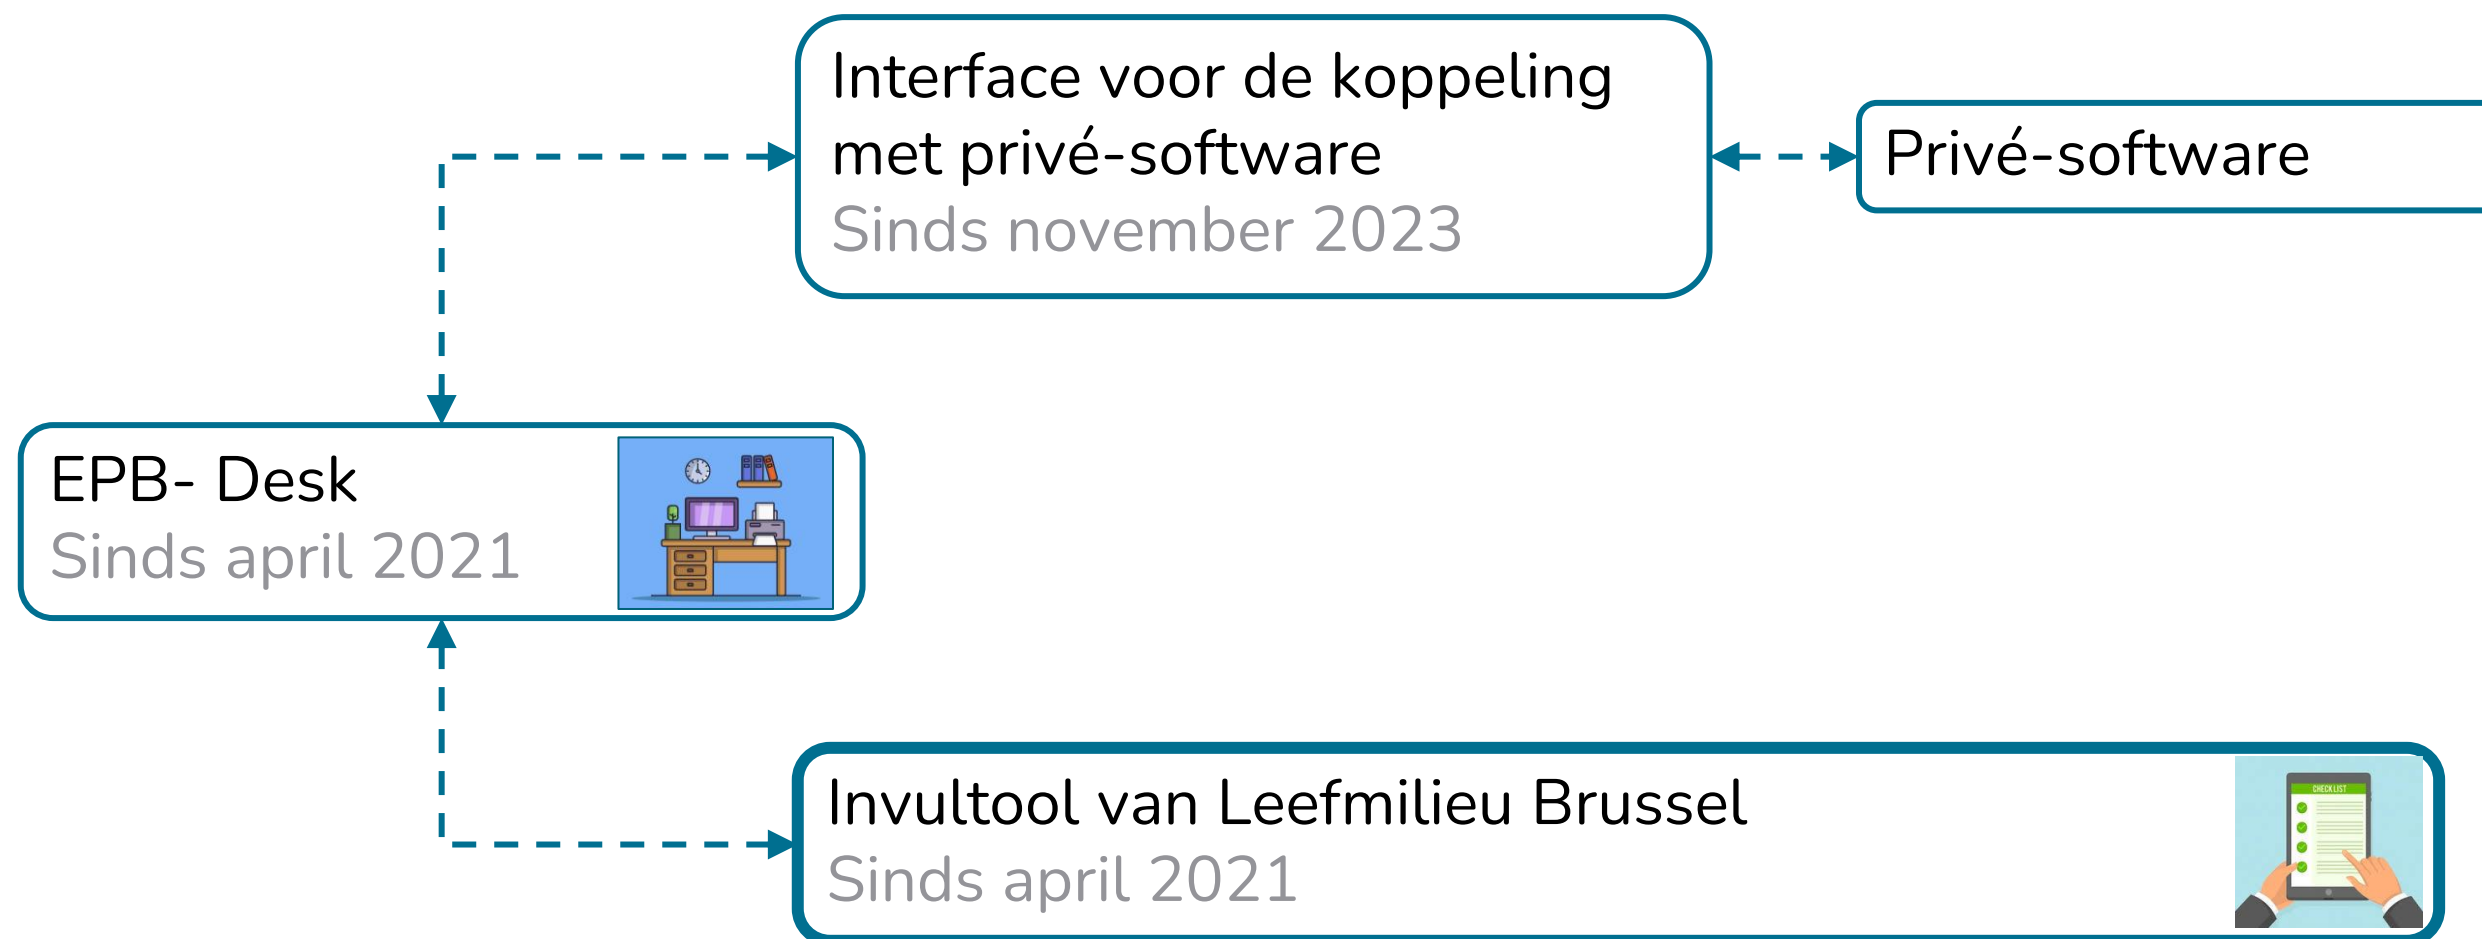 Interface voor de koppeling
met privé-software
Sinds november 2023
Privé-software
EPB- Desk
Sinds april 2021
Invultool van Leefmilieu Brussel
Sinds april 2021
CHECKLIST